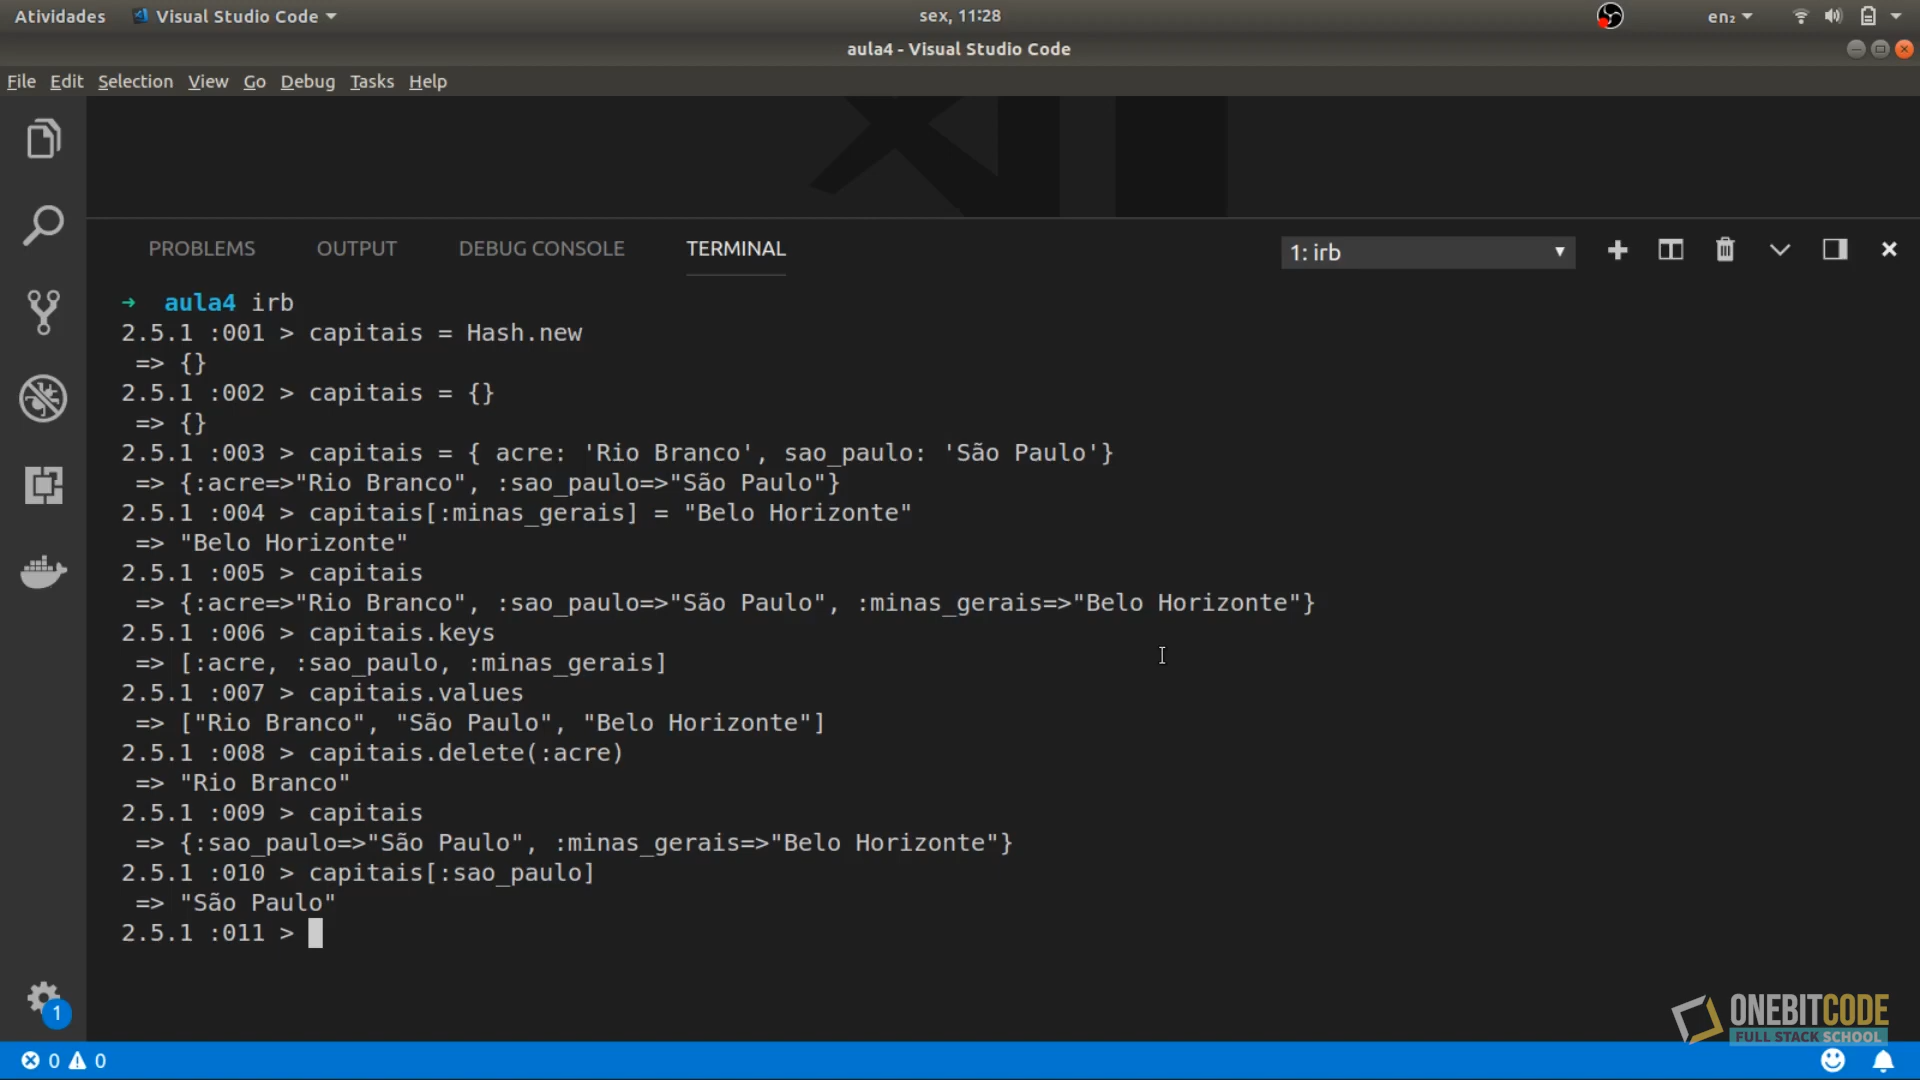 Atividades Visual Studio Code sex, 11:28 en₂
aula4 - Visual Studio Code
File Edit Selection View Go Debug Tasks Help
PROBLEMS OUTPUT DEBUG CONSOLE TERMINAL 1: irb
➜ aula4 irb
2.5.1 :001 > capitais = Hash.new
=> {}
2.5.1 :002 > capitais = {}
=> {}
2.5.1 :003 > capitais = { acre: 'Rio Branco', sao_paulo: 'São Paulo'}
=> {:acre=>"Rio Branco", :sao_paulo=>"São Paulo"}
2.5.1 :004 > capitais[:minas_gerais] = "Belo Horizonte"
=> "Belo Horizonte"
2.5.1 :005 > capitais
=> {:acre=>"Rio Branco", :sao_paulo=>"São Paulo", :minas_gerais=>"Belo Horizonte"}
2.5.1 :006 > capitais.keys
=> [:acre, :sao_paulo, :minas_gerais]
2.5.1 :007 > capitais.values
=> ["Rio Branco", "São Paulo", "Belo Horizonte"]
2.5.1 :008 > capitais.delete(:acre)
=> "Rio Branco"
2.5.1 :009 > capitais
=> {:sao_paulo=>"São Paulo", :minas_gerais=>"Belo Horizonte"}
2.5.1 :010 > capitais[:sao_paulo]
=> "São Paulo"
2.5.1 :011 >
1
ONEBITCODE
FULL STACK SCHOOL
0 0